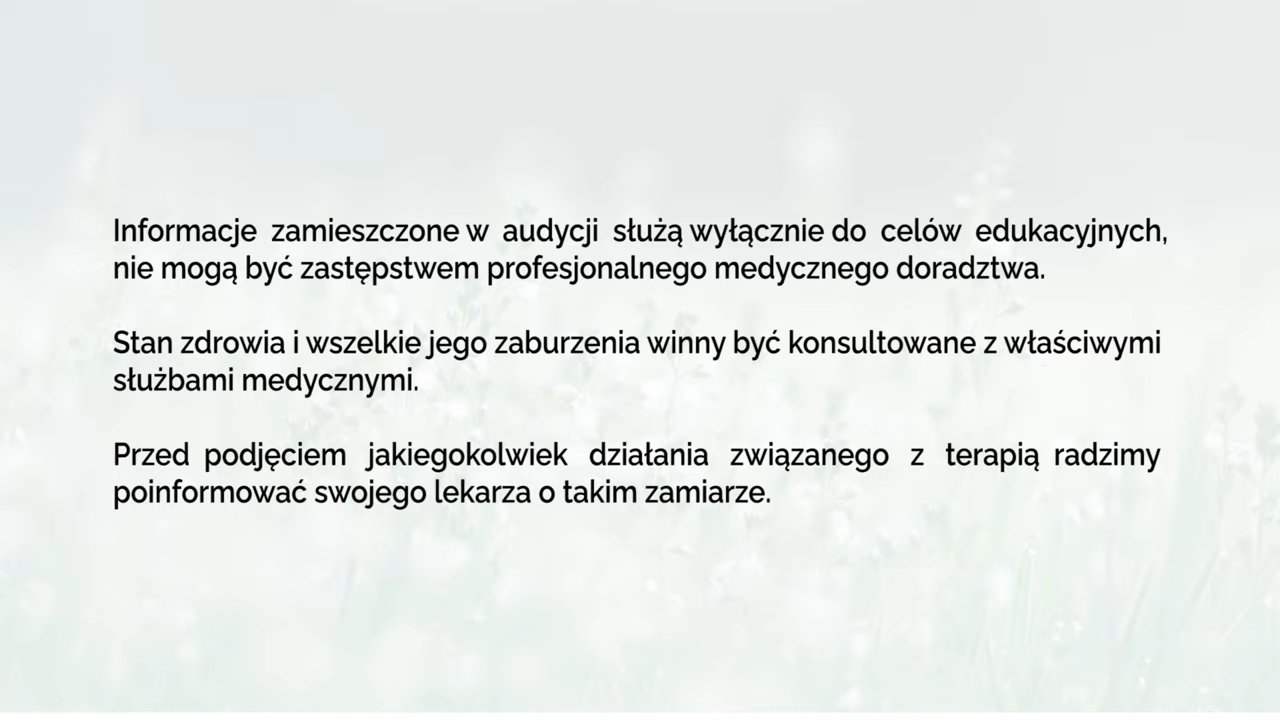 Informacje zamieszczone w audycji służą wyłącznie do celów edukacyjnych,
nie mogą być zastępstwem profesjonalnego medycznego doradztwa.
Stan zdrowia i wszelkie jego zaburzenia winny być konsultowane z właściwymi
służbami medycznymi.
Przed podjęciem jakiegokolwiek działania związanego z terapią radzimy
poinformować swojego lekarza o takim zamiarze.